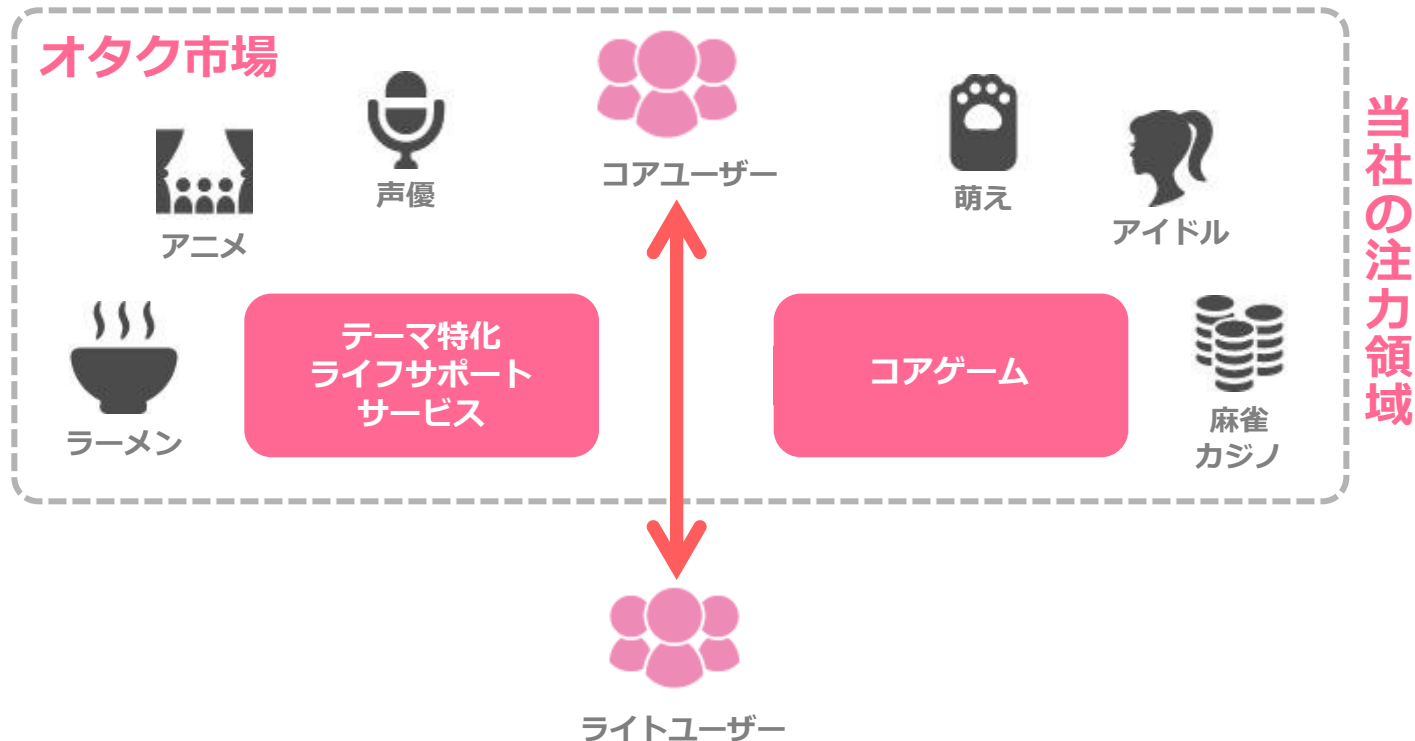 オタク市場
コアユーザー
声優
萌え
アニメ
アイドル
当社の注力領域
テーマ特化
ライフサポート
サービス
コアゲーム
ラーメン
麻雀
カジノ
ライトユーザー